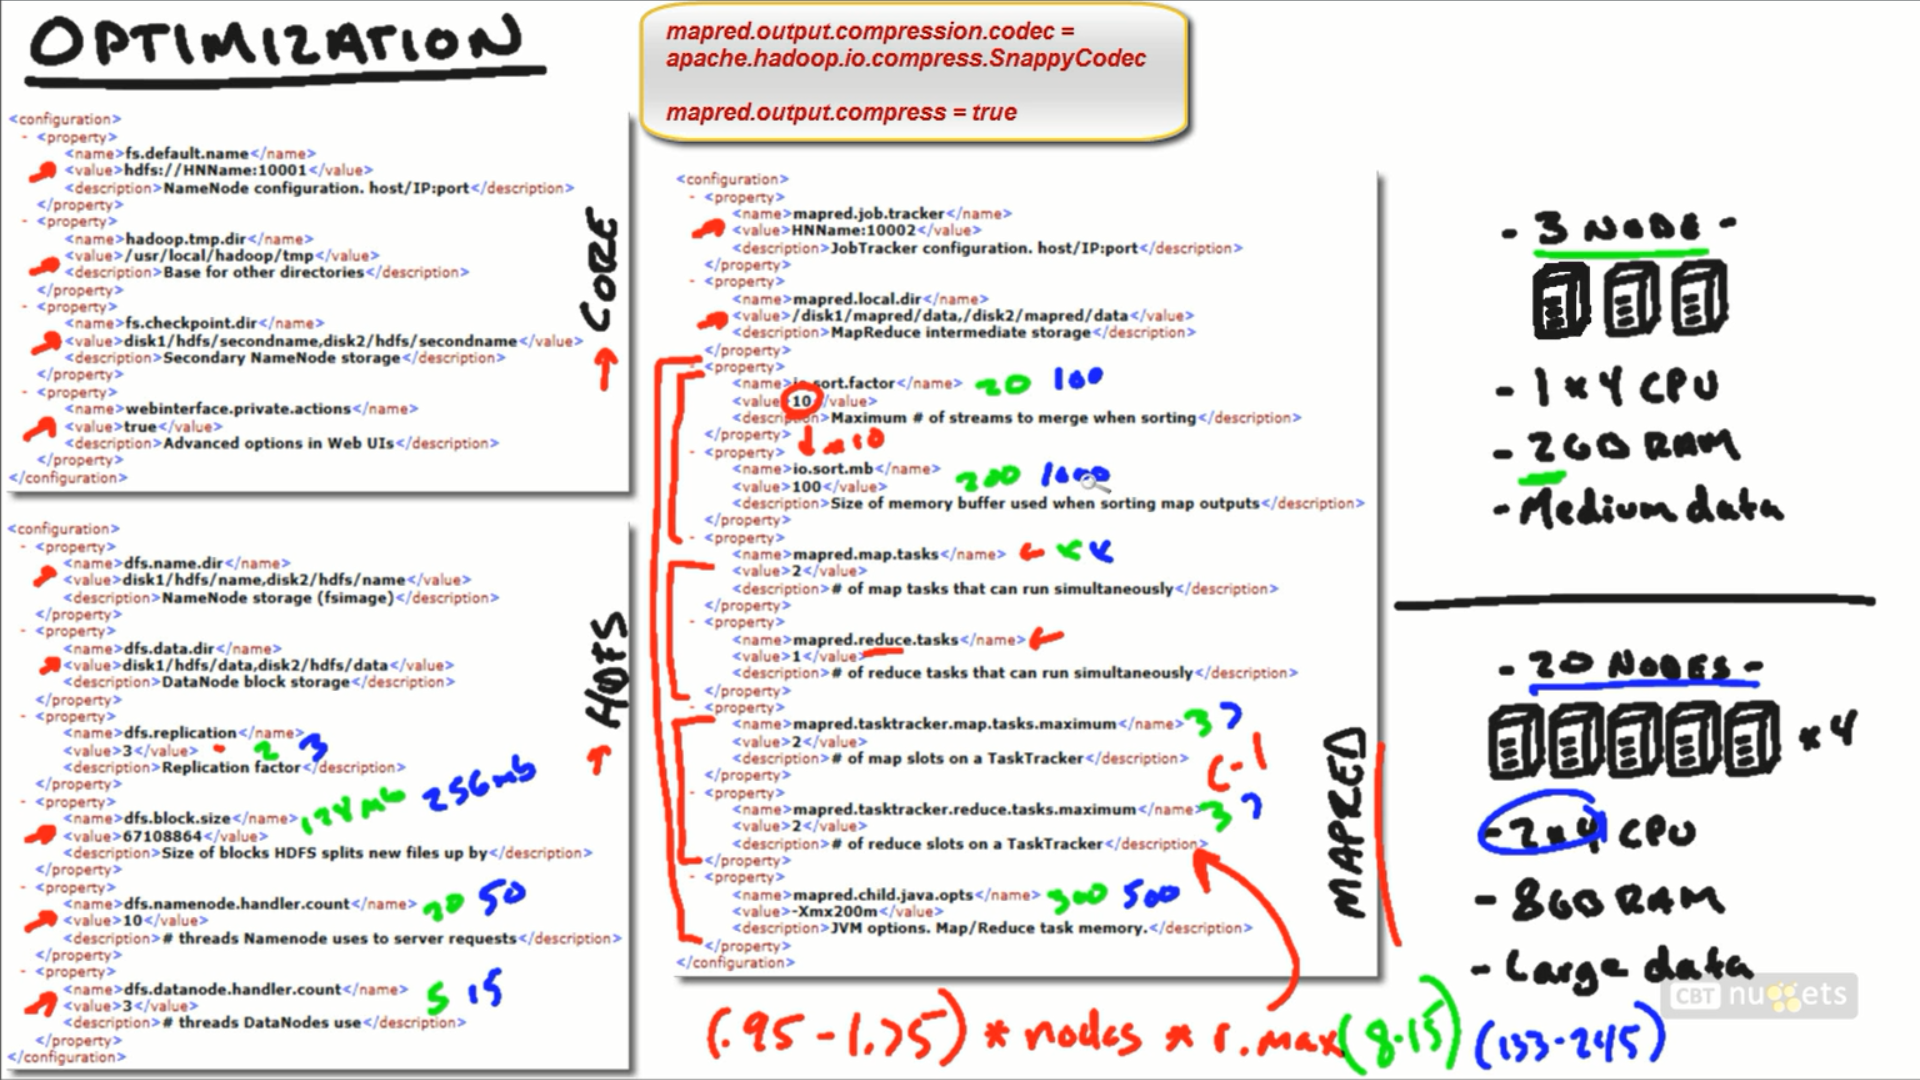 OPTIMIZATION
mapred.output.compression.codec =
apache.hadoop.io.compress.SnappyCodec
mapred.output.compress = true
<configuration>
- <property>
<name>fs.default.name</name>
<value>hdfs://HNName:10001</value>
<description>NameNode configuration. host/IP:port</description>
</property>
- <property>
<name>hadoop.tmp.dir</name>
<value>/usr/local/hadoop/tmp</value>
<description>Base for other directories</description>
</property>
- <property>
<name>fs.checkpoint.dir</name>
<value>disk1/hdfs/secondname,disk2/hdfs/secondname</value>
<description>Secondary NameNode storage</description>
</property>
- <property>
<name>webinterface.private.actions</name>
<value>true</value>
<description>Advanced options in Web UIs</description>
</property>
</configuration>
CORE
<configuration>
- <property>
<name>dfs.name.dir</name>
<value>disk1/hdfs/name,disk2/hdfs/name</value>
<description>NameNode storage (fsimage)</description>
</property>
- <property>
<name>dfs.data.dir</name>
<value>disk1/hdfs/data,disk2/hdfs/data</value>
<description>DataNode block storage</description>
</property>
- <property>
<name>dfs.replication</name>
<value>3</value> 2 3
<description>Replication factor</description>
</property>
- <property>
<name>dfs.block.size</name> 128mb 256mb
<value>67108864</value>
<description>Size of blocks HDFS splits new files up by</description>
</property>
- <property>
<name>dfs.namenode.handler.count</name> 20 50
<value>10</value>
<description># threads Namenode uses to server requests</description>
</property>
- <property>
<name>dfs.datanode.handler.count</name> 5 15
<value>3</value>
<description># threads DataNodes use</description>
</property>
</configuration>
HDFS
<configuration>
- <property>
<name>mapred.job.tracker</name>
<value>HNName:10002</value>
<description>JobTracker configuration. host/IP:port</description>
</property>
- <property>
<name>mapred.local.dir</name>
<value>/disk1/mapred/data,/disk2/mapred/data</value>
<description>MapReduce intermediate storage</description>
</property>
- <property>
<name>io.sort.factor</name> 20 100
<value>10</value>
<description>Maximum # of streams to merge when sorting</description>
</property> * 10
- <property>
<name>io.sort.mb</name> 200 1000
<value>100</value>
<description>Size of memory buffer used when sorting map outputs</description>
</property>
- <property>
<name>mapred.map.tasks</name>
<value>2</value>
<description># of map tasks that can run simultaneously</description>
</property>
- <property>
<name>mapred.reduce.tasks</name>
<value>1</value>
<description># of reduce tasks that can run simultaneously</description>
</property>
- <property>
<name>mapred.tasktracker.map.tasks.maximum</name> 3 7
<value>2</value>
<description># of map slots on a TaskTracker</description>
</property> C-1
- <property>
<name>mapred.tasktracker.reduce.tasks.maximum</name> 3 7
<value>2</value>
<description># of reduce slots on a TaskTracker</description>
</property>
- <property>
<name>mapred.child.java.opts</name> 300 500
<value>-Xmx200m</value>
<description>JVM options. Map/Reduce task memory.</description>
</property>
</configuration>
MAPRED
(.95 - 1.75) * nodes * r.max (8-15) (133-245)
- 3 NODE -
- 1 * 4 CPU
- 2GB RAM
- Medium data
- 20 NODES -
* 4
- 2 * 4 CPU
- 8GB RAM
- Large data
CBT nuggets